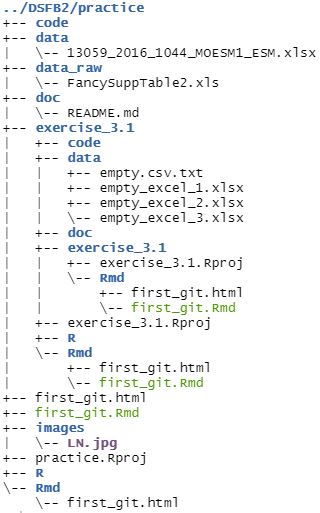 ../DSFB2/practice
+-- code
+-- data
|   \-- 13059_2016_1044_MOESM1_ESM.xlsx
+-- data_raw
|   \-- FancySuppTable2.xls
+-- doc
|   \-- README.md
+-- exercise_3.1
|   +-- code
|   +-- data
|   |   +-- empty.csv.txt
|   |   +-- empty_excel_1.xlsx
|   |   +-- empty_excel_2.xlsx
|   |   \-- empty_excel_3.xlsx
|   +-- doc
|   +-- exercise_3.1
|   |   +-- exercise_3.1.Rproj
|   |   \-- Rmd
|   |       +-- first_git.html
|   |       \-- first_git.Rmd
|   +-- exercise_3.1.Rproj
|   +-- R
|   \-- Rmd
|       +-- first_git.html
|       \-- first_git.Rmd
+-- first_git.html
+-- first_git.Rmd
+-- images
|   \-- LN.jpg
+-- practice.Rproj
+-- R
\-- Rmd
    \-- first_git.html